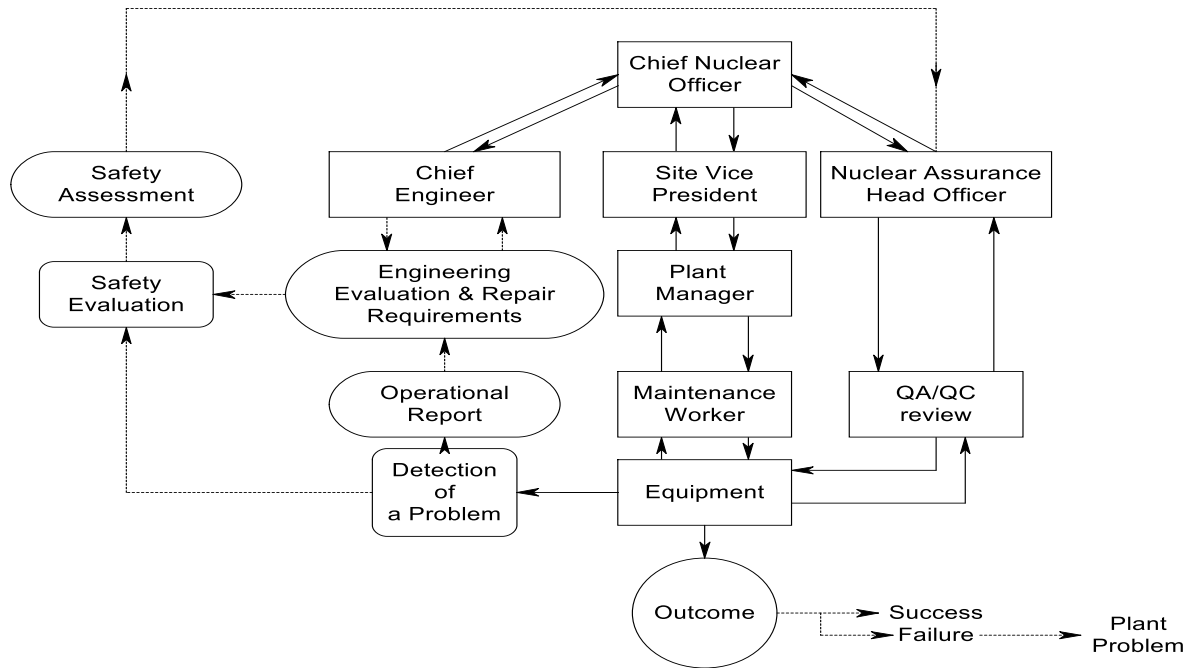 Chief Nuclear
Officer
Safety
Assessment
Chief
Engineer
Site Vice
President
Nuclear Assurance
Head Officer
Safety
Evaluation
Engineering
Evaluation & Repair
Requirements
Plant
Manager
Operational
Report
Maintenance
Worker
QA/QC
review
Detection
of
a Problem
Equipment
Outcome
Success
Failure
Plant
Problem